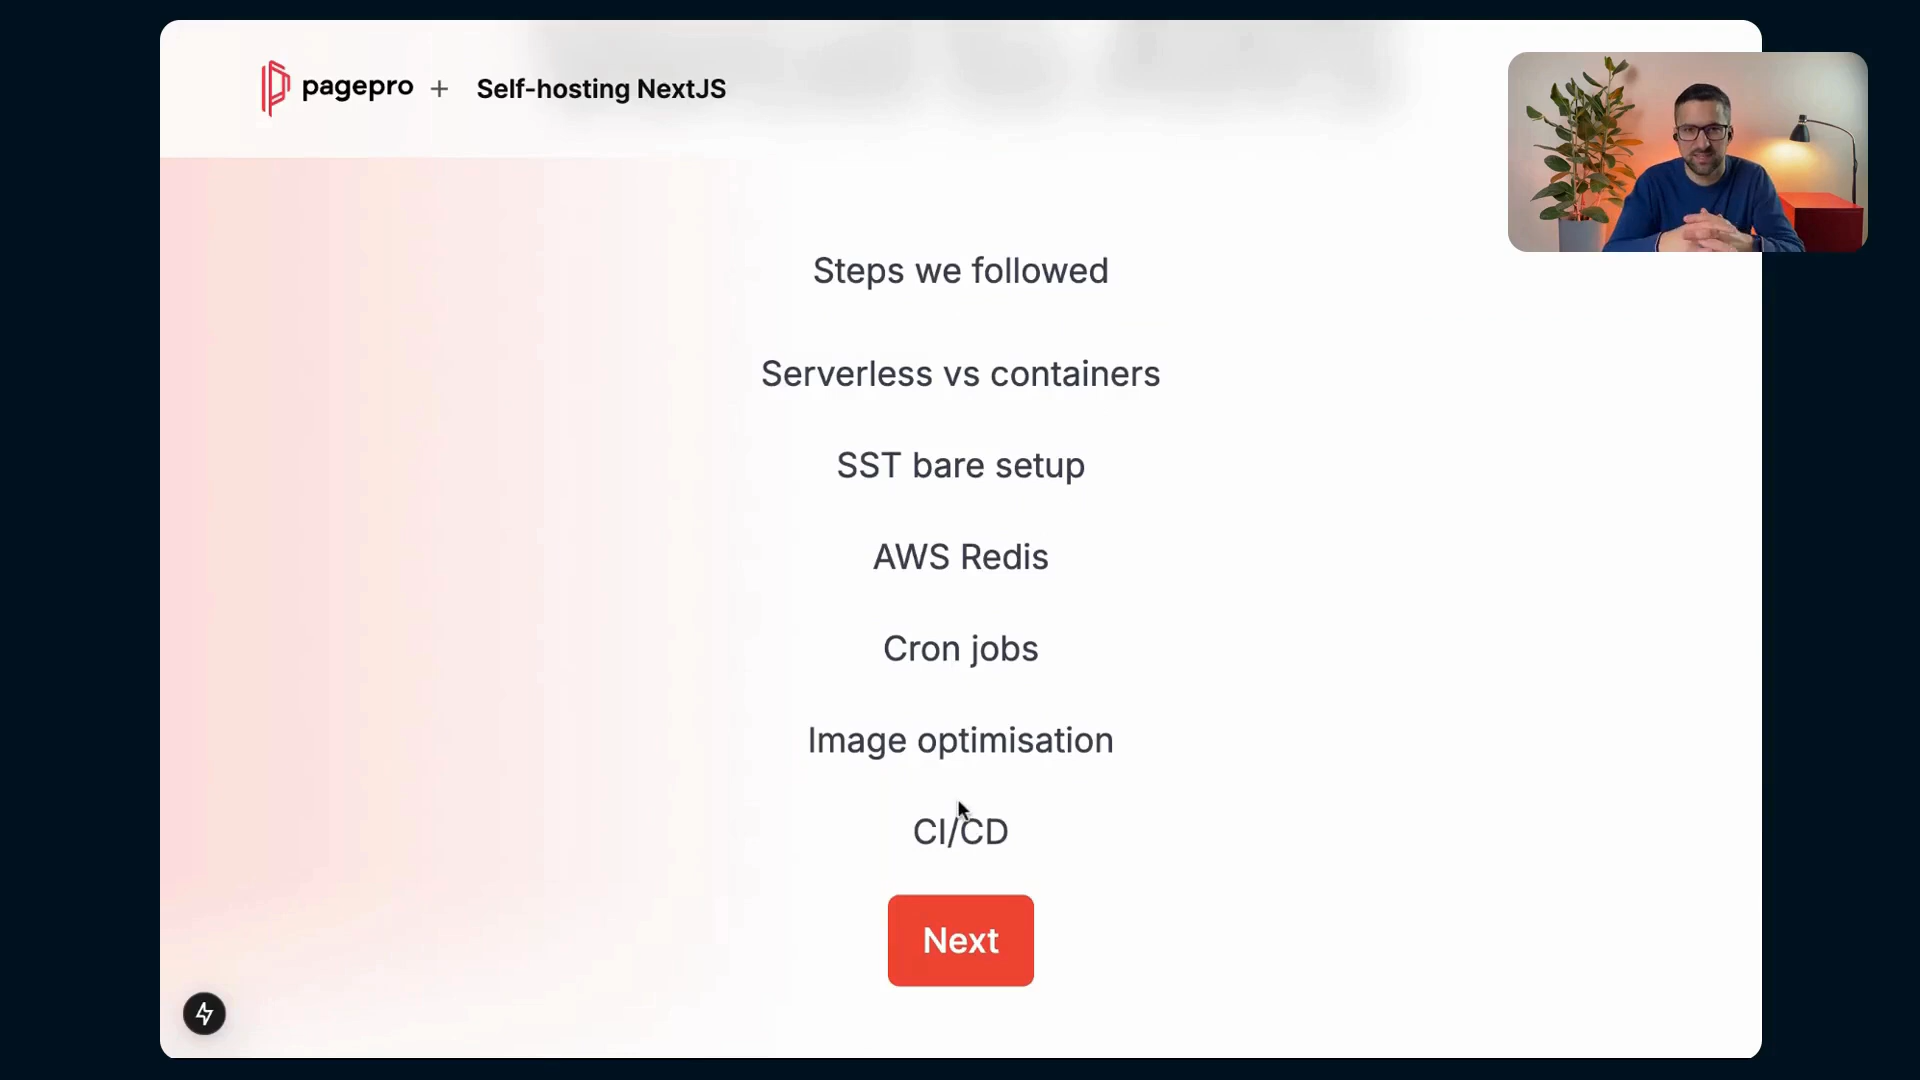 pagepro + Self-hosting NextJS
Steps we followed
Serverless vs containers
SST bare setup
AWS Redis
Cron jobs
Image optimisation
CI/CD
Next